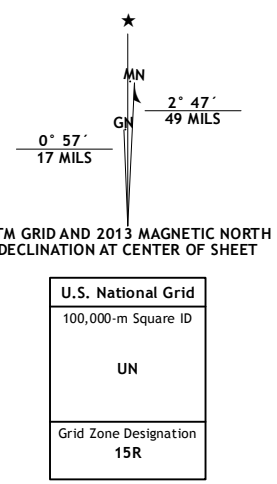 ★
MN
GN
2° 47´
49 MILS
0° 57´
17 MILS
TM GRID AND 2013 MAGNETIC NORTH
DECLINATION AT CENTER OF SHEET
U.S. National Grid
100,000-m Square ID
UN
Grid Zone Designation
15R